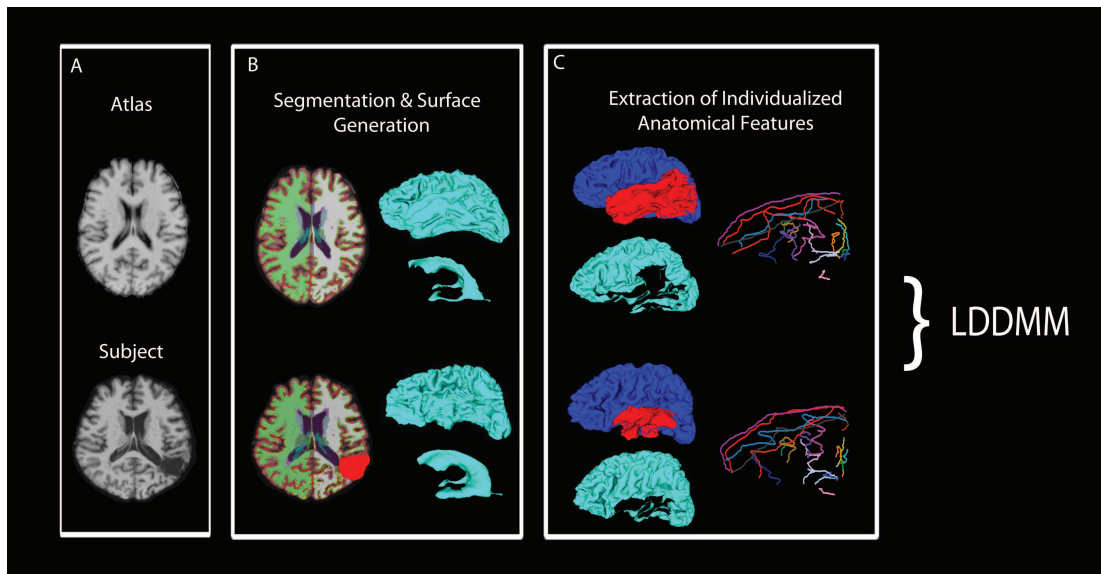 A
Atlas
Subject
B
Segmentation & Surface
Generation
C
Extraction of Individualized
Anatomical Features
} LDDMM